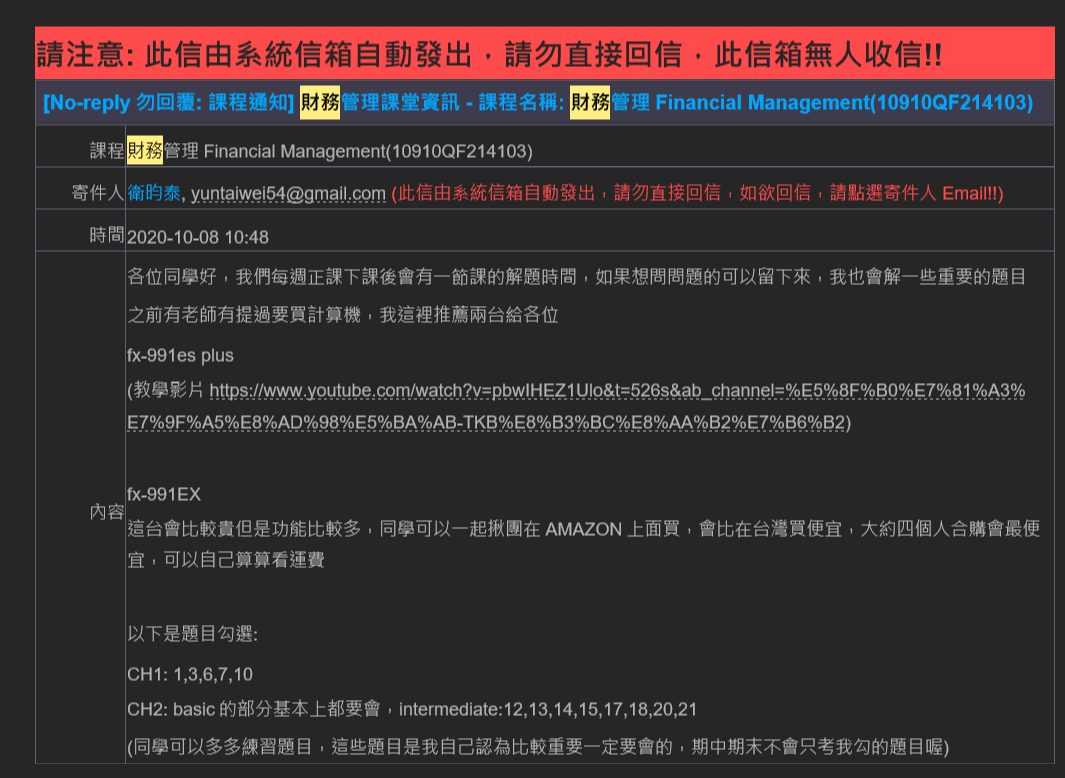 請注意: 此信由系統信箱自動發出，請勿直接回信，此信箱無人收信!!
[No-reply 勿回覆: 課程通知] 財務管理課堂資訊 - 課程名稱: 財務管理 Financial Management(10910QF214103)
課程 財務管理 Financial Management(10910QF214103)
寄件人 衛昀泰, yuntaiwei54@gmail.com (此信由系統信箱自動發出，請勿直接回信，如欲回信，請點選寄件人 Email!!)
時間 2020-10-08 10:48
各位同學好，我們每週正課下課後會有一節課的解題時間，如果想問問題的可以留下來，我也會解一些重要的題目
之前有老師有提過要買計算機，我這裡推薦兩台給各位
fx-991es plus
(教學影片 https://www.youtube.com/watch?v=pbwIHEZ1Ulo&t=526s&ab_channel=%E5%8F%B0%E7%81%A3%
E7%9F%A5%E8%AD%98%E5%BA%AB-TKB%E8%B3%BC%E8%AA%B2%E7%B6%B2)
fx-991EX
內容
這台會比較貴但是功能比較多，同學可以一起揪團在 AMAZON 上面買，會比在台灣買便宜，大約四個人合購會最便
宜，可以自己算算看運費
以下是題目勾選:
CH1: 1,3,6,7,10
CH2: basic 的部分基本上都要會，intermediate:12,13,14,15,17,18,20,21
(同學可以多多練習題目，這些題目是我自己認為比較重要一定要會的，期中期末不會只考我勾的題目喔)